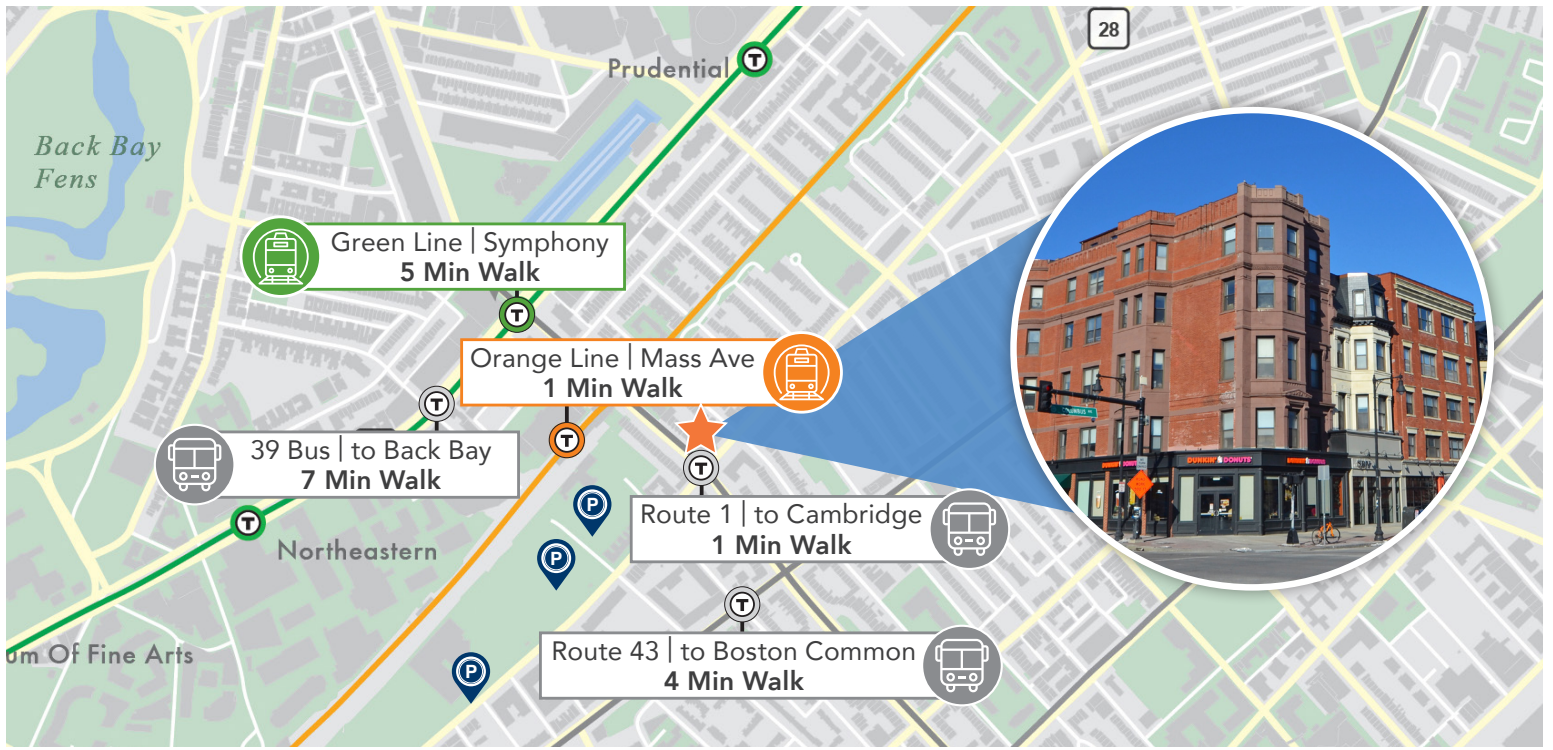 28
Prudential
T
Back Bay
Fens
Green Line | Symphony
5 Min Walk
T
Orange Line | Mass Ave
1 Min Walk
T
T
39 Bus | to Back Bay
7 Min Walk
T
T
Route 1 | to Cambridge
1 Min Walk
P
Northeastern
P
T
Route 43 | to Boston Common
4 Min Walk
um Of Fine Arts
P
DUNKIN' DONUTS